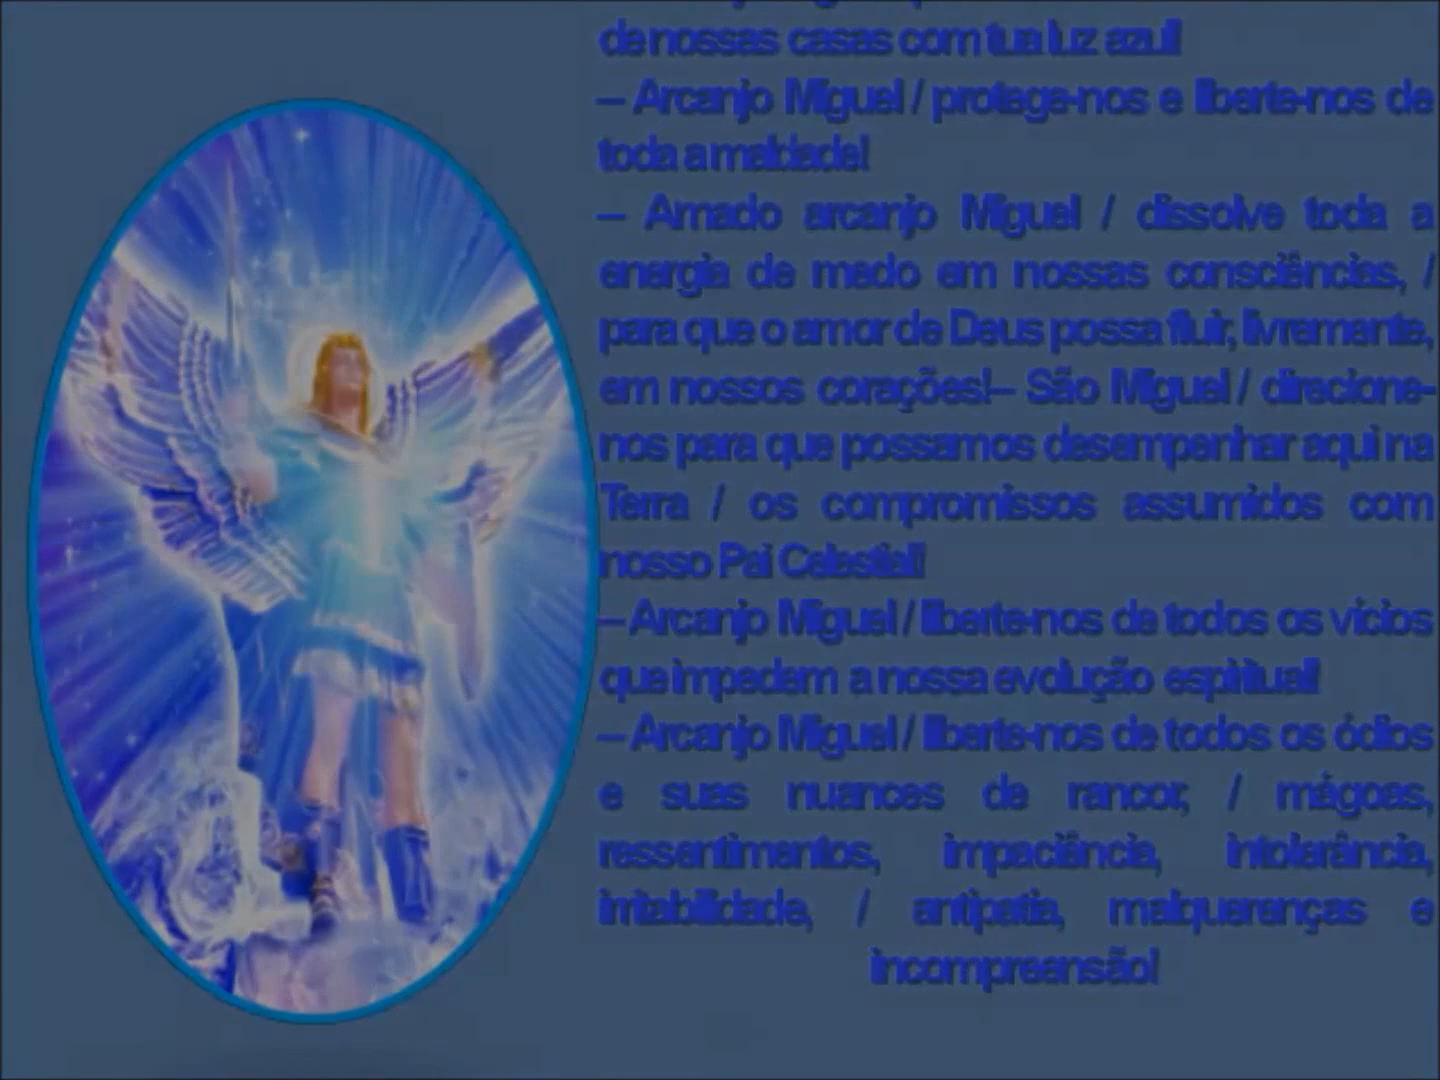 de nossas casas com tua luz azul!
– Arcanjo Miguel / protege-nos e liberte-nos de
toda a maldade!
– Amado arcanjo Miguel / dissolve toda a
energia de medo em nossas consciências, /
para que o amor de Deus possa fluir, livremente,
em nossos corações!– São Miguel / direcione-
nos para que possamos desempenhar aqui na
Terra / os compromissos assumidos com
nosso Pai Celestial!
– Arcanjo Miguel / liberte-nos de todos os vícios
que impedem a nossa evolução espiritual!
– Arcanjo Miguel / liberte-nos de todos os ódios
e suas nuances de rancor, / mágoas,
ressentimentos, impaciência, intolerância,
irritabilidade, / antipatia, malquerenças e
incompreensão!